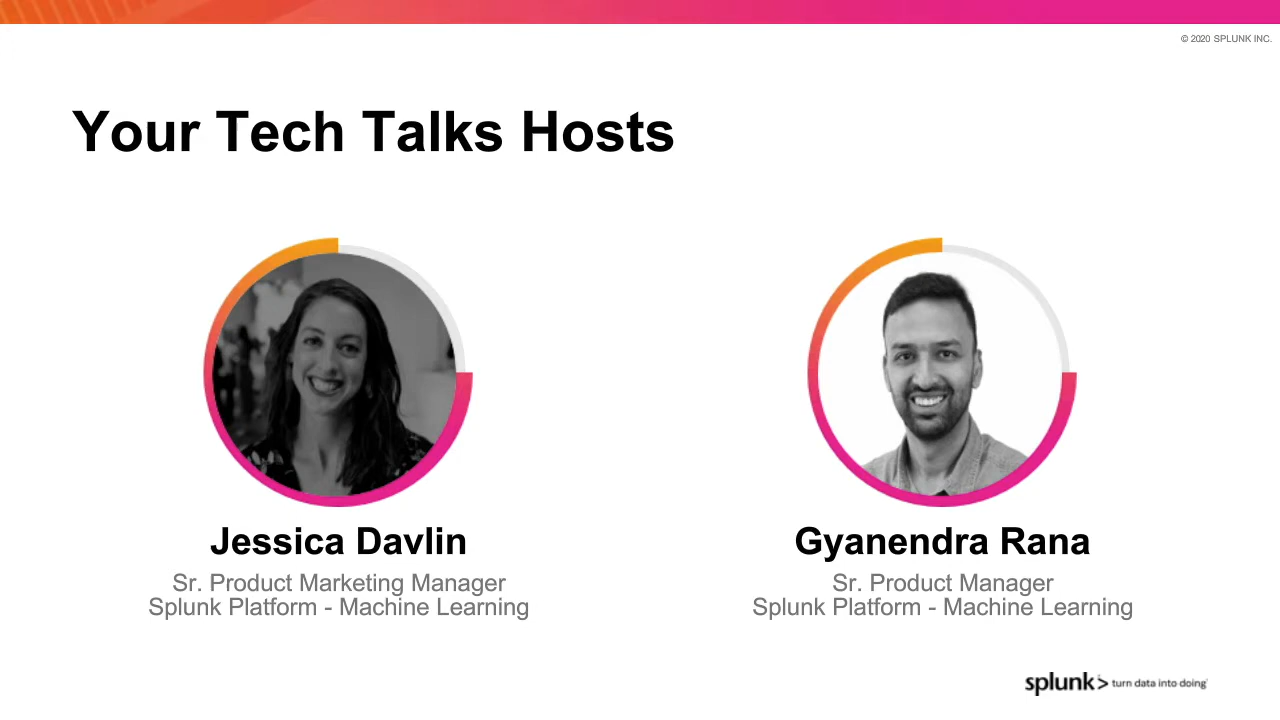 © 2020 SPLUNK INC.
Your Tech Talks Hosts
Jessica Davlin
Sr. Product Marketing Manager
Splunk Platform - Machine Learning
Gyanendra Rana
Sr. Product Manager
Splunk Platform - Machine Learning
splunk> turn data into doing